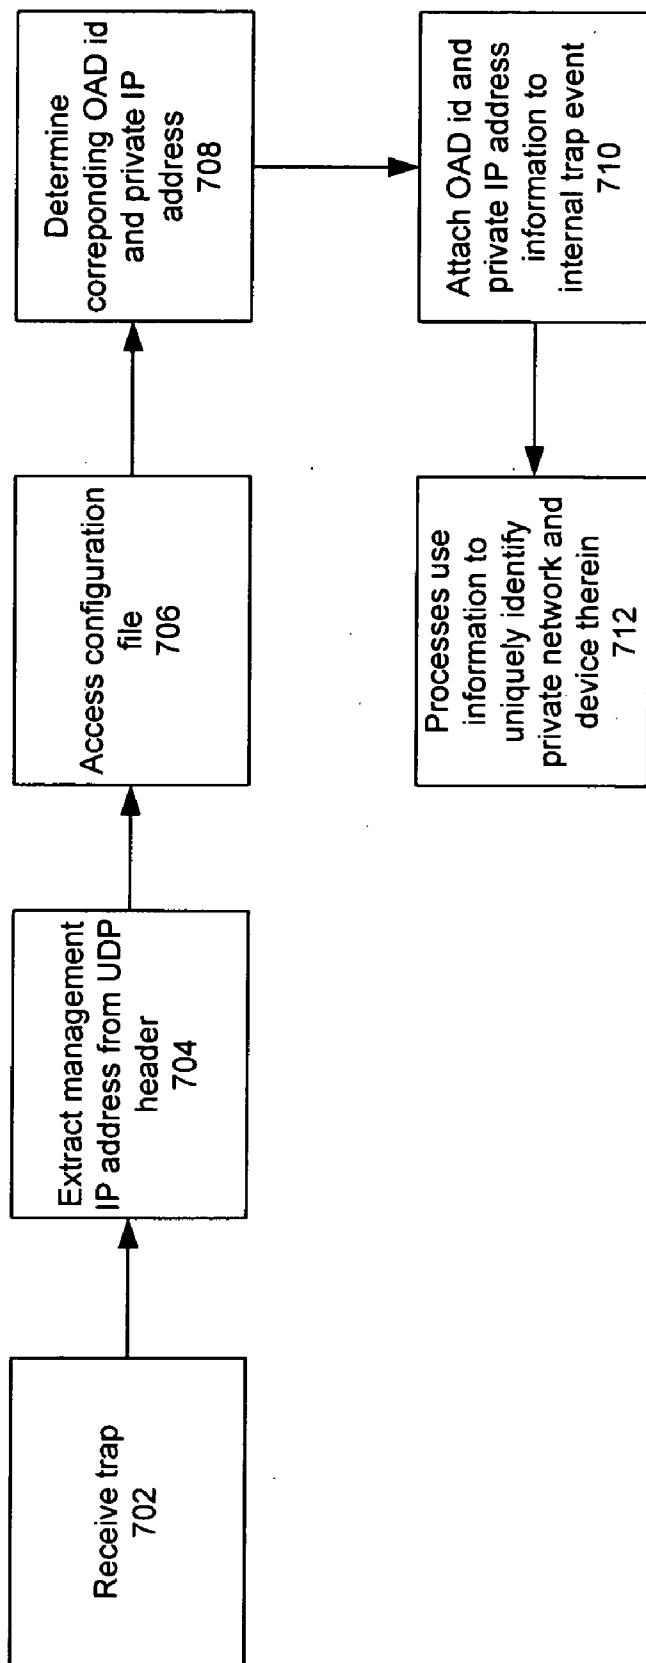 Receive trap
702
Extract management
IP address from UDP
header
704
Access configuration
file
706
Determine
correponding OAD id
and private IP
address
708
Attach OAD id and
private IP address
information to
internal trap event
710
Processes use
information to
uniquely identify
private network and
device therein
712